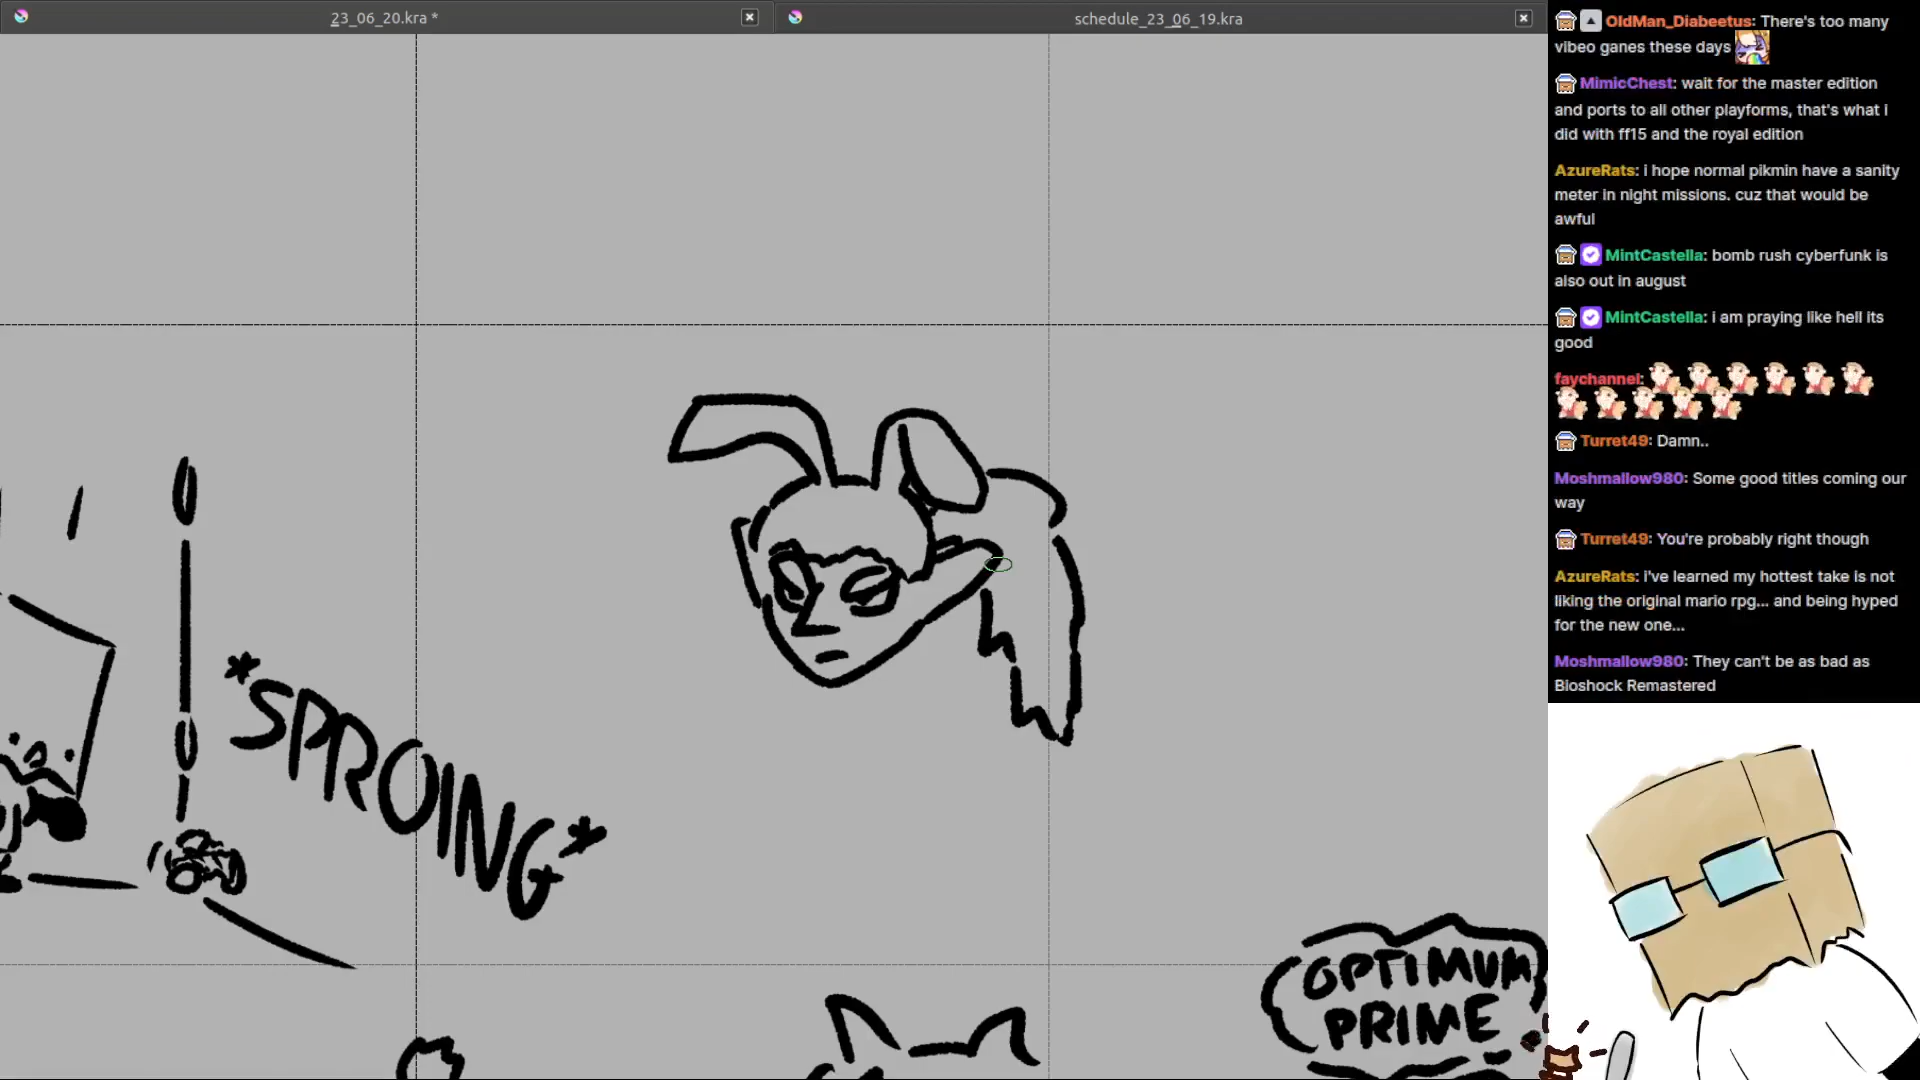 23_06_20.kra *
schedule_23_06_19.kra
OldMan_Diabeetus: There's too many
vibeo ganes these days
MimicChest: wait for the master edition
and ports to all other playforms, that's what i
did with ff15 and the royal edition
AzureRats: i hope normal pikmin have a sanity
meter in night missions. cuz that would be
awful
MintCastella: bomb rush cyberfunk is
also out in august
MintCastella: i am praying like hell its
good
faychannel:
Turret49: Damn..
Moshmallow980: Some good titles coming our
way
Turret49: You're probably right though
AzureRats: i've learned my hottest take is not
liking the original mario rpg... and being hyped
for the new one...
Moshmallow980: They can't be as bad as
Bioshock Remastered
*SPROING*
OPTIMUM
PRIME